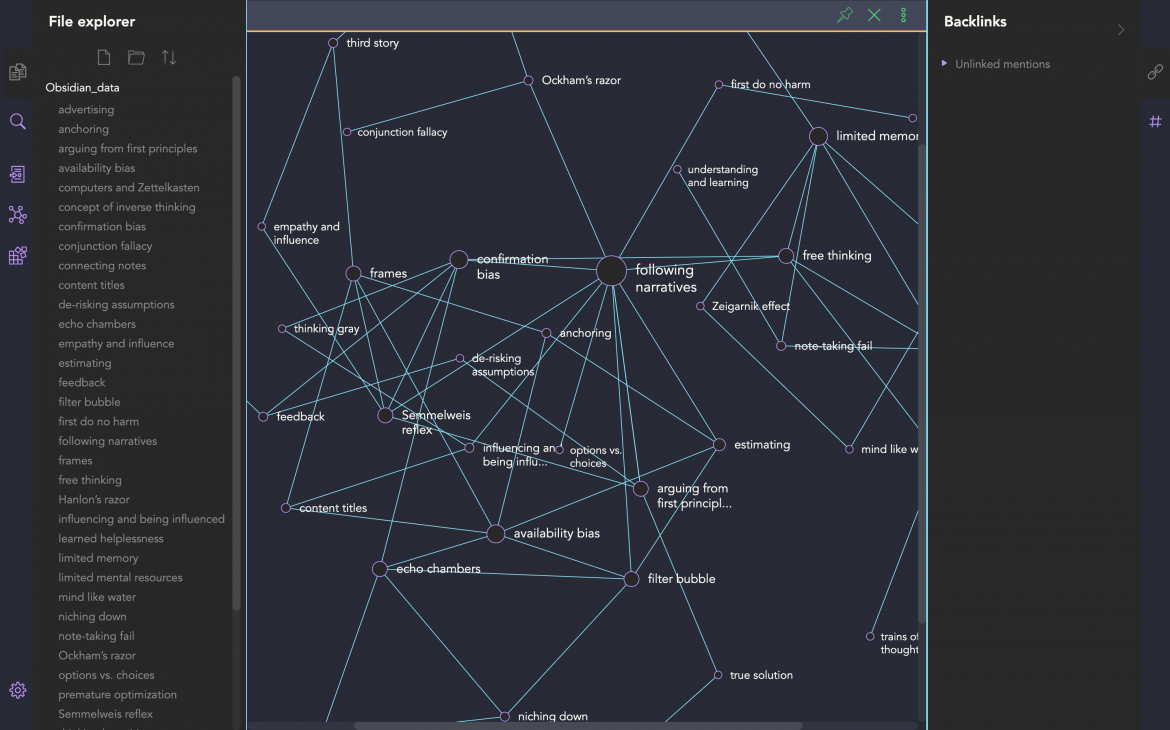 File explorer
Obsidian_data
advertising
anchoring
arguing from first principles
availability bias
computers and Zettelkasten
concept of inverse thinking
confirmation bias
conjunction fallacy
connecting notes
content titles
de-risking assumptions
echo chambers
empathy and influence
estimating
feedback
filter bubble
first do no harm
following narratives
frames
free thinking
Hanlon's razor
influencing and being influenced
learned helplessness
limited memory
limited mental resources
mind like water
niching down
note-taking fail
Ockham's razor
options vs. choices
premature optimization
Semmelweis reflex
third story
Ockham's razor
first do no harm
conjunction fallacy
limited memor
understanding
and learning
empathy and
influence
confirmation
bias
frames
following
narratives
free thinking
Zeigarnik effect
thinking gray
anchoring
note-taking fail
de-risking
assumptions
feedback
Semmelweis
reflex
influencing an
being influ...
options vs.
choices
estimating
mind like w
arguing from
first principl...
content titles
availability bias
echo chambers
filter bubble
trains of
thought
true solution
niching down
Backlinks
Unlinked mentions
#